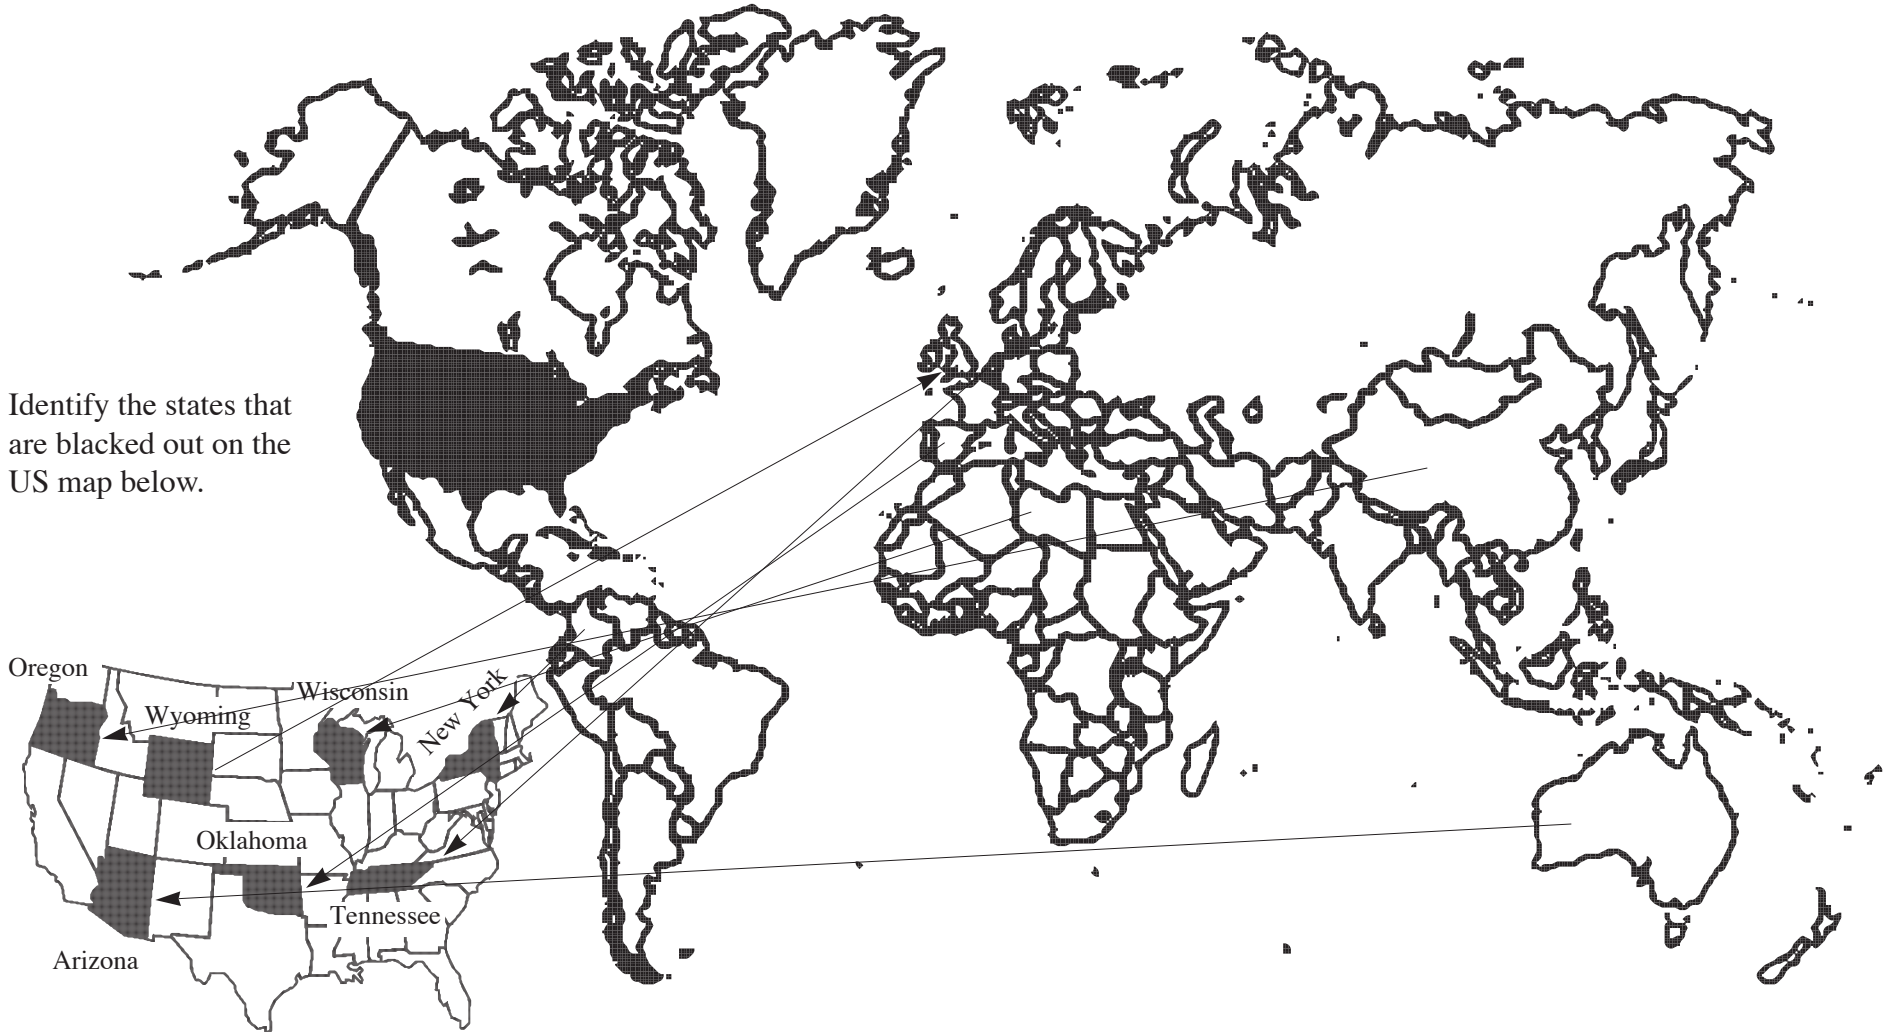 Identify the states that
are blacked out on the
US map below.
Oregon
Wisconsin
New York
Wyoming
Oklahoma
Tennessee
Arizona